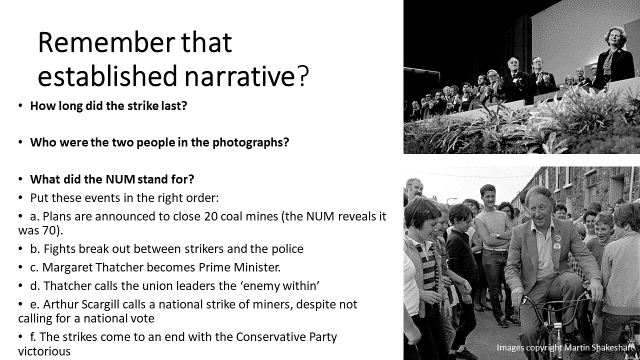 Remember that
established narrative?
• How long did the strike last?
• Who were the two people in the photographs?
• What did the NUM stand for?
• Put these events in the right order:
• a. Plans are announced to close 20 coal mines (the NUM reveals it
was 70).
• b. Fights break out between strikers and the police
• c. Margaret Thatcher becomes Prime Minister.
• d. Thatcher calls the union leaders the ‘enemy within’
• e. Arthur Scargill calls a national strike of miners, despite not
calling for a national vote
• f. The strikes come to an end with the Conservative Party
victorious
Images copyright Martin Shakeshaft